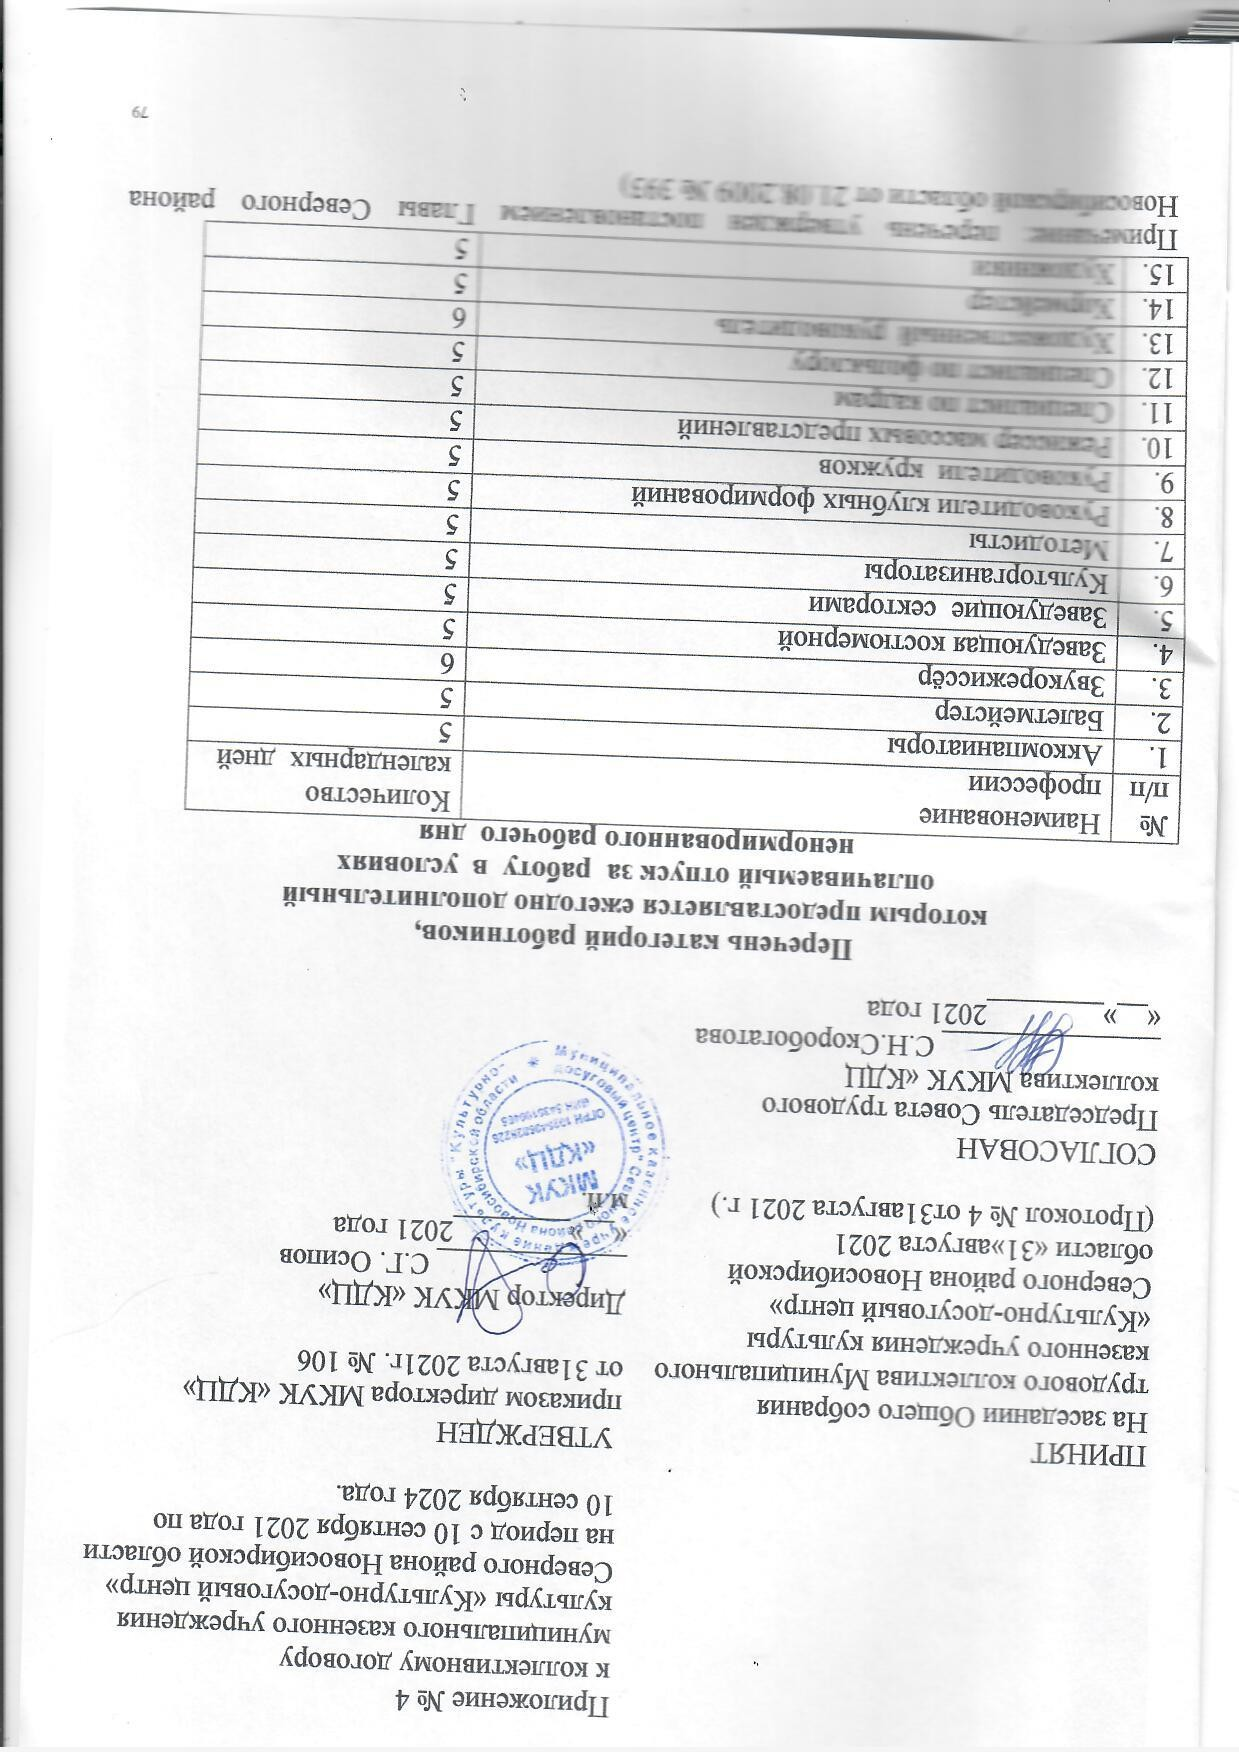 Приложение № 4
к коллективному договору
муниципального казенного учреждения
культуры «Культурно-досуговый центр»
Северного района Новосибирской области
на период с 10 сентября 2021 года по
10 сентября 2024 года.
ПРИНЯТ
На заседании Общего собрания
трудового коллектива Муниципального
казенного учреждения культуры
«Культурно-досуговый центр»
Северного района Новосибирской
области «31»августа 2021
(Протокол № 4 от31августа 2021 г.)
УТВЕРЖДЕН
приказом директора МКУК «КДЦ»
от 31августа 2021г. № 106
Директор МКУК «КДЦ»
С.Г. Осипов
«__»________2021 года
М.П.
МКУК
«КДЦ»
СОГЛАСОВАН
Председатель Совета трудового
коллектива МКУК «КДЦ
________________С.Н.Скоробогатова
«__»__________2021 года
Перечень категорий работников,
которым предоставляется ежегодно дополнительный
оплачиваемый отпуск за работу в условиях
ненормированного рабочего дня
№ п/п Наименование профессии Количество календарных дней
1. Аккомпаниаторы 5
2. Балетмейстер 5
3. Звукорежиссёр 6
4. Заведующая костюмерной 5
5. Заведующие секторами 5
6. Культорганизаторы 5
7. Методисты 5
8. Руководители клубных формирований 5
9. Руководители кружков 5
10. Режиссер массовых представлений 5
11. Специалист по кадрам 5
12. Специалист по фольклору 5
13. Художественный руководитель 6
14. Хормейстер 5
15. Художники 5
Примечание: перечень утвержден постановлением Главы Северного района
Новосибирской области от 21.08.2009 № 393)
79